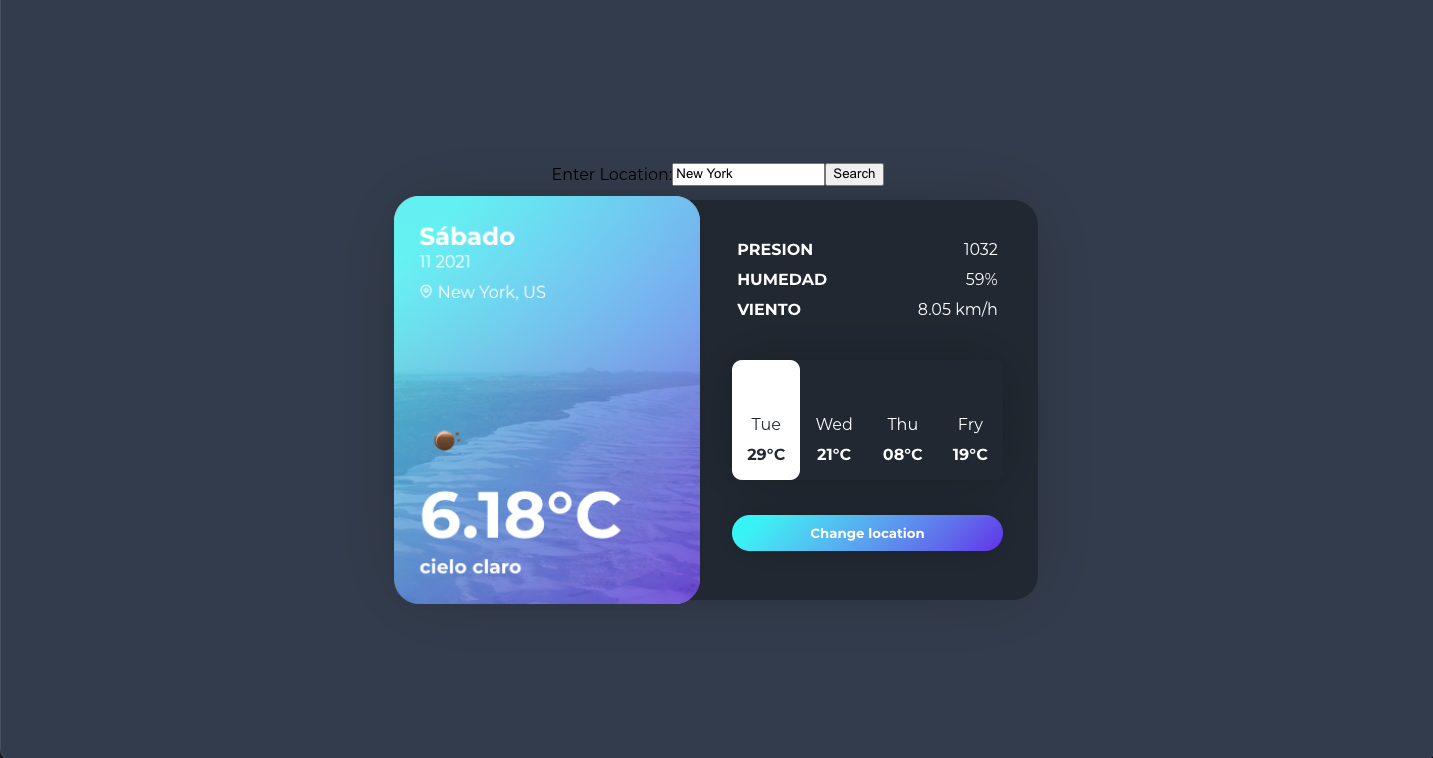 Enter Location: New York Search
Sábado
11 2021
New York, US
6.18°C
cielo claro
PRESION 1032
HUMEDAD 59%
VIENTO 8.05 km/h
Tue Wed Thu Fry
29°C 21°C 08°C 19°C
Change location